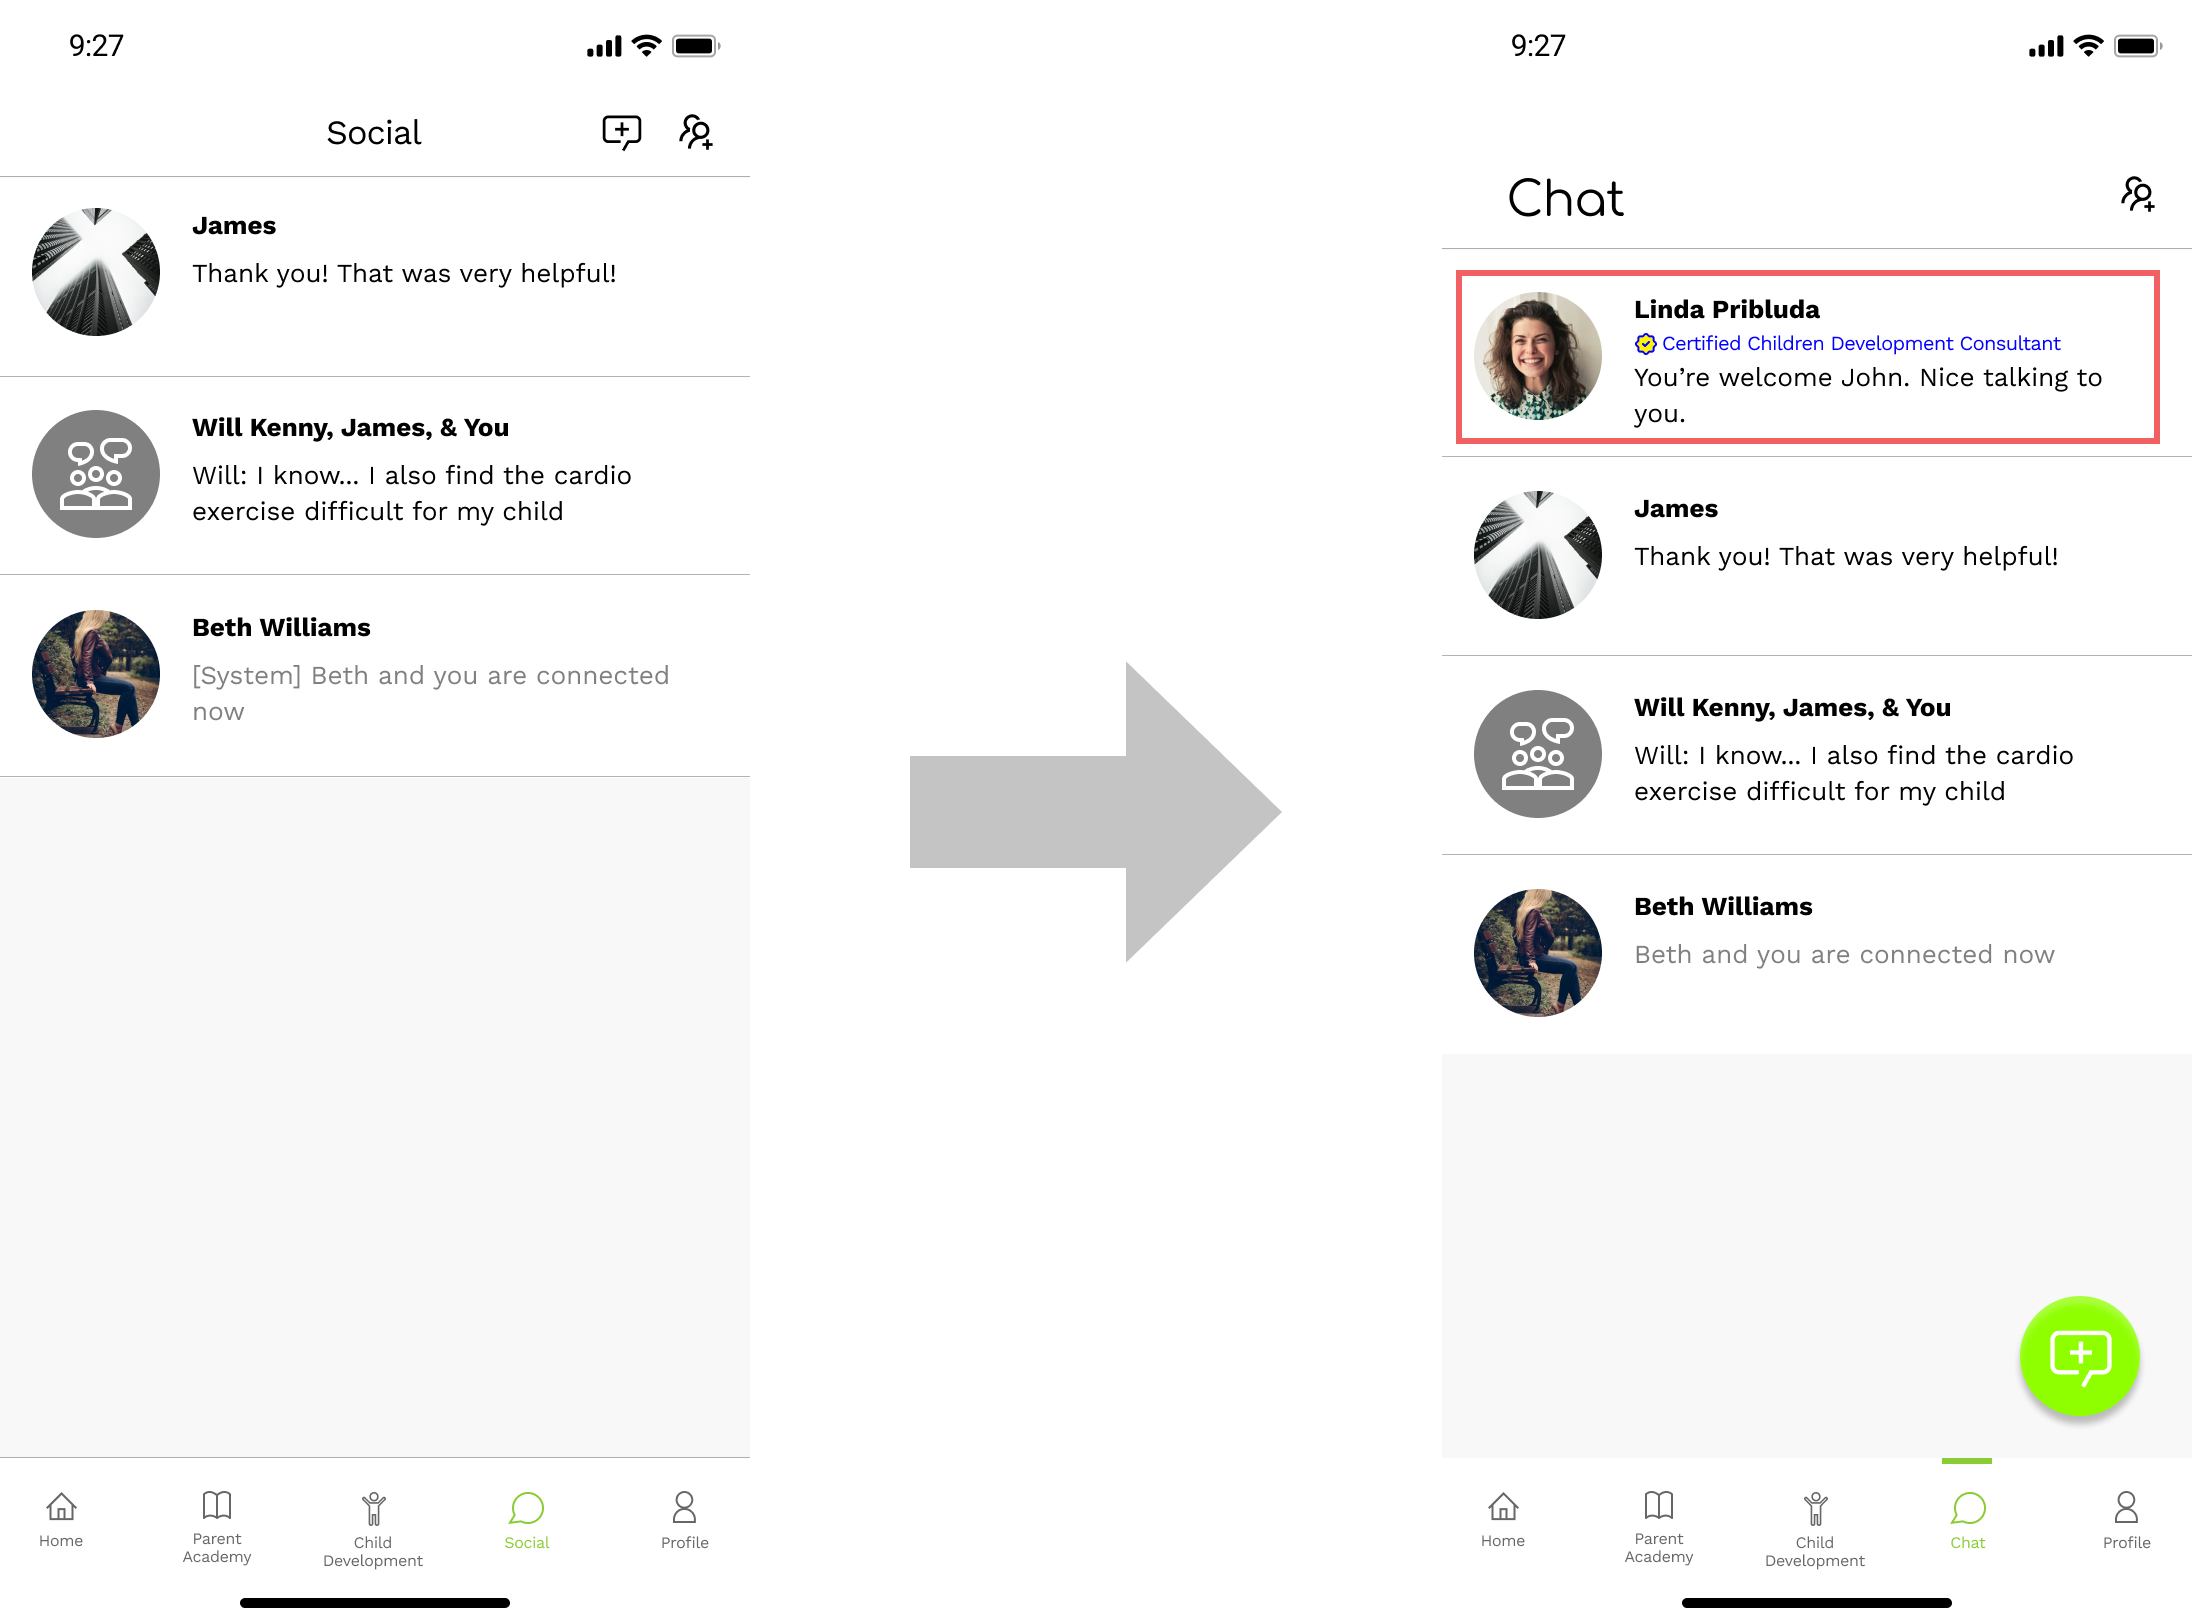 9:27
Social
James
Thank you! That was very helpful!
Will Kenny, James, & You
Will: I know... I also find the cardio
exercise difficult for my child
Beth Williams
[System] Beth and you are connected
now
Home
Parent
Academy
Child
Development
Social
Profile
9:27
Chat
Linda Pribluda
Certified Children Development Consultant
You’re welcome John. Nice talking to
you.
James
Thank you! That was very helpful!
Will Kenny, James, & You
Will: I know... I also find the cardio
exercise difficult for my child
Beth Williams
Beth and you are connected now
Home
Parent
Academy
Child
Development
Chat
Profile